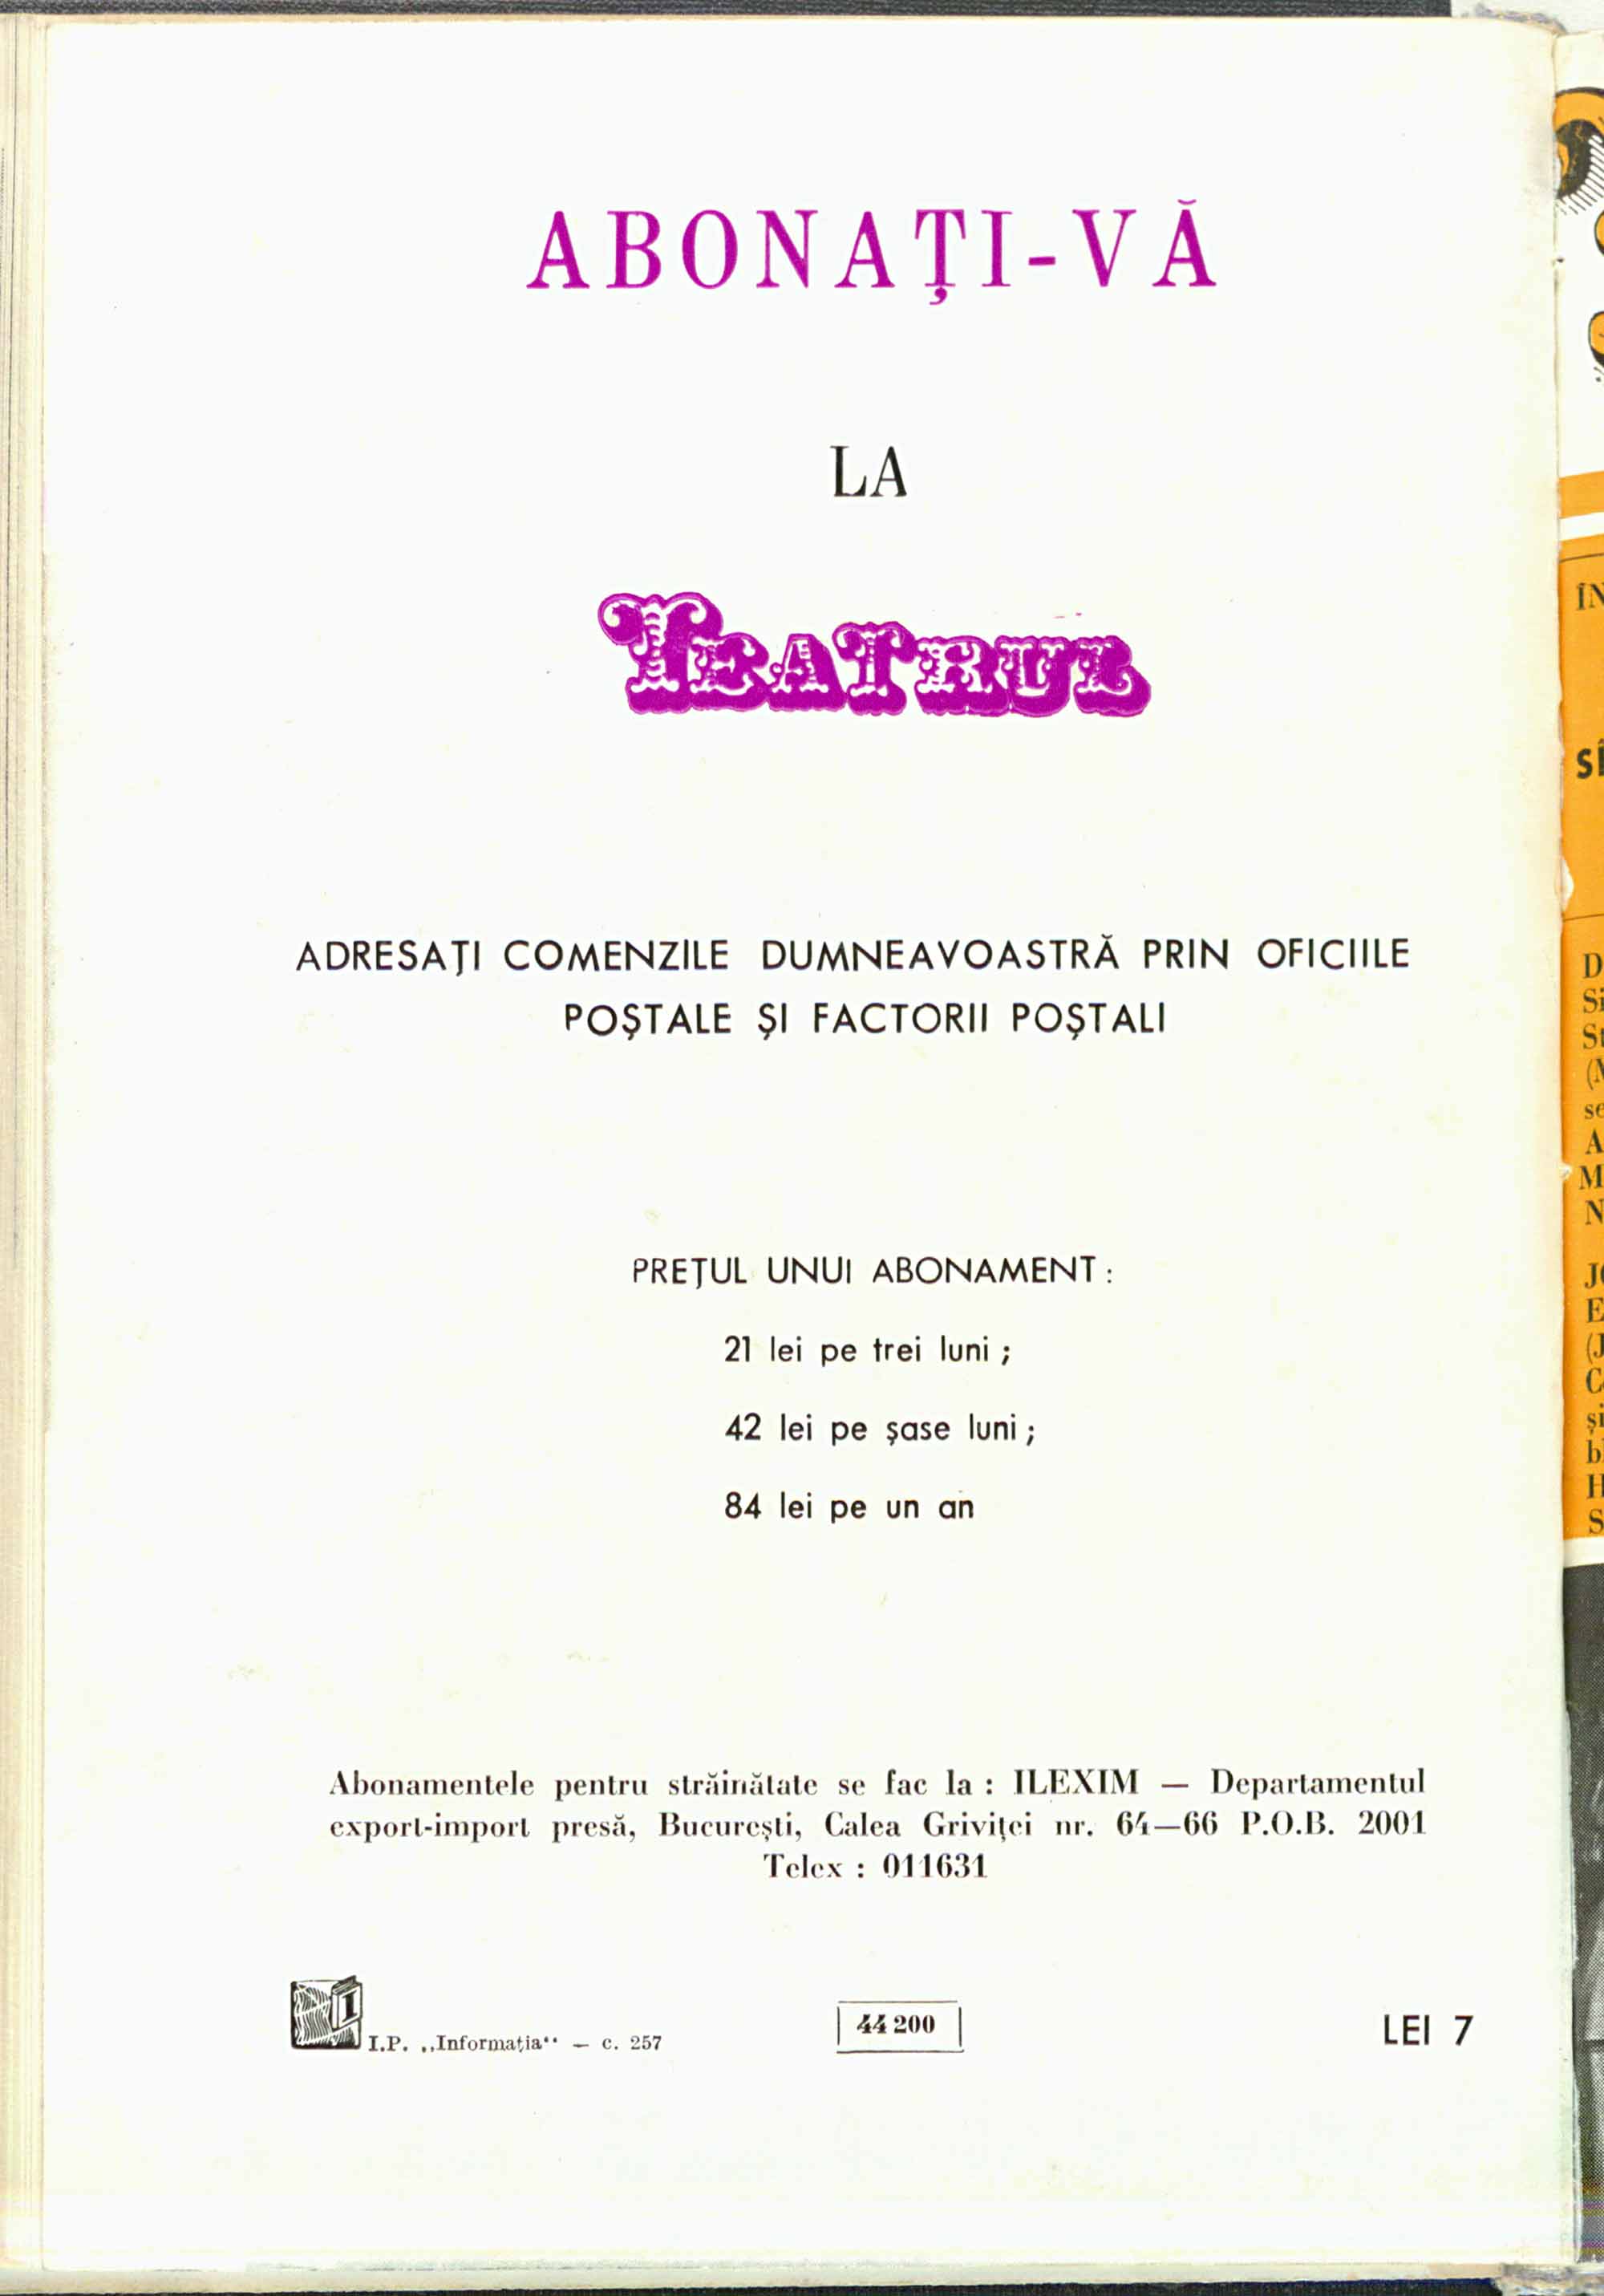 ABONAȚI-VĂ
LA
TEATRUL
ADRESAȚI COMENZILE DUMNEAVOASTRĂ PRIN OFICIILE
POȘTALE ȘI FACTORII POȘTALI
PREȚUL UNUI ABONAMENT :
21 lei pe trei luni ;
42 lei pe șase luni ;
84 lei pe un an
Abonamentele pentru străinătate se fac la : ILEXIM — Departamentul
export-import presă, București, Calea Griviței nr. 64—66 P.O.B. 2001
Telex : 011631
I.P. „Informația“ — c. 257
44 200
LEI 7